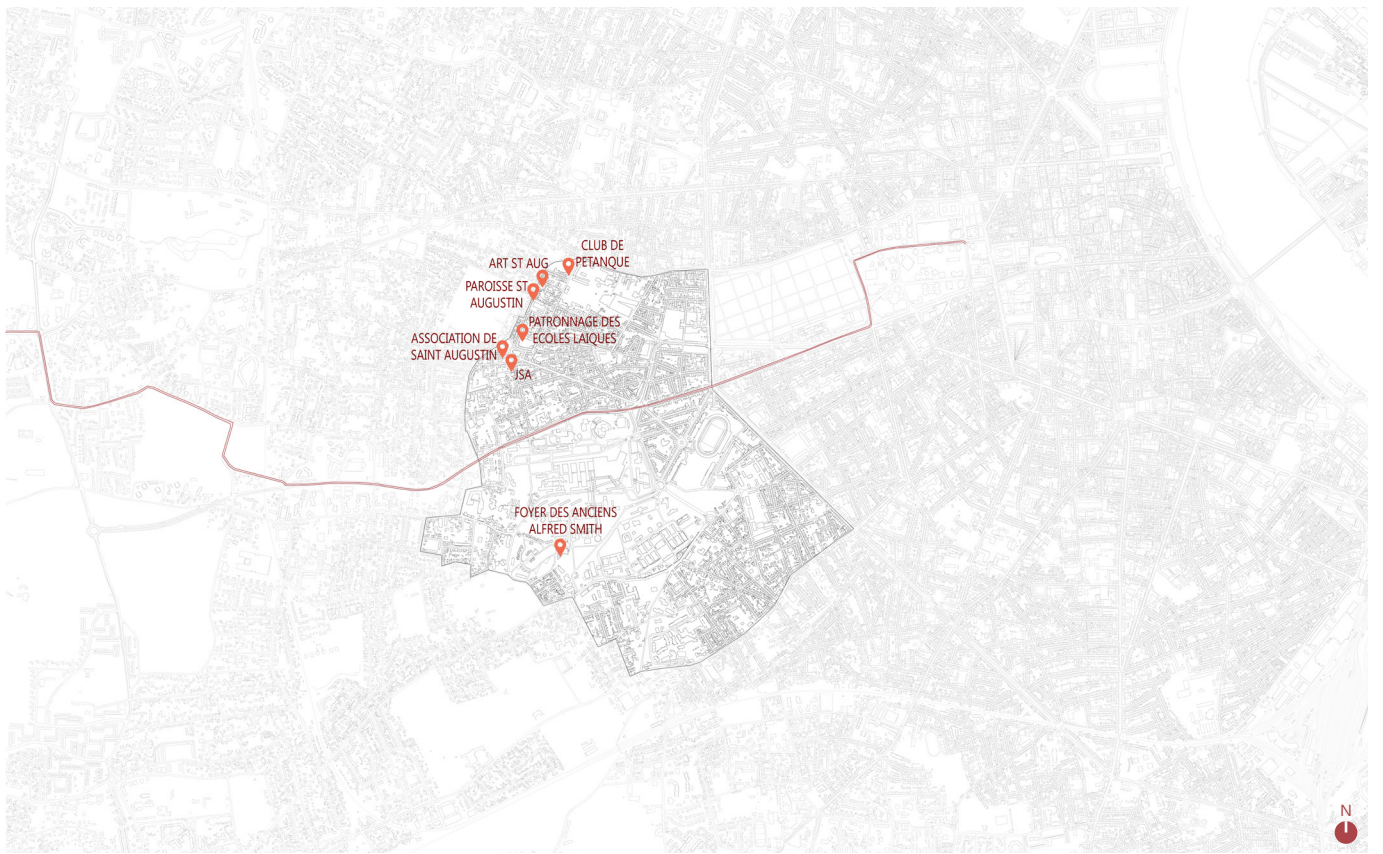 CLUB DE
PETANQUE
ART ST AUG
PAROISSE ST
AUGUSTIN
PATRONNAGE DES
ECOLES LAIQUES
ASSOCIATION DE
SAINT AUGUSTIN
JSA
FOYER DES ANCIENS
ALFRED SMITH
N